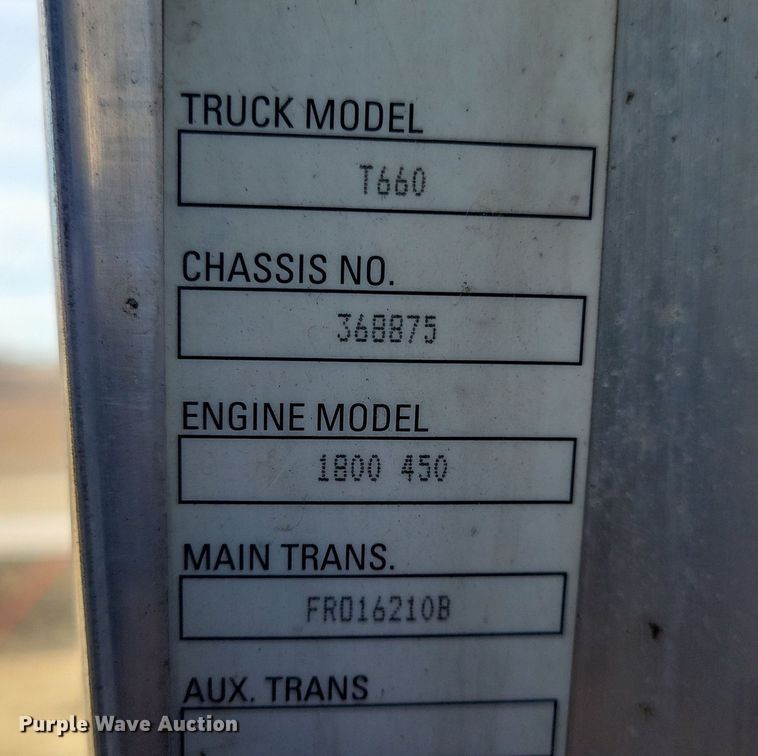 TRUCK MODEL
T660
CHASSIS NO.
368875
ENGINE MODEL
1800 450
MAIN TRANS.
FRO16210B
AUX. TRANS
Purple Wave Auction